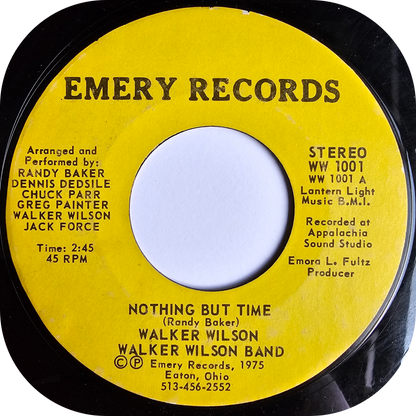 EMERY RECORDS
Arranged and
Performed by:
RANDY BAKER
DENNIS DEDSILE
CHUCK PARR
GREG PAINTER
WALKER WILSON
JACK FORCE
Time: 2:45
45 RPM
STEREO
WW 1001
WW 1001 A
Lantern Light
Music B.M.I.
Recorded at
Appalachia
Sound Studio
Emora L. Fultz
Producer
NOTHING BUT TIME
(Randy Baker)
WALKER WILSON
WALKER WILSON BAND
©℗ Emery Records, 1975
Eaton, Ohio
513-456-2552